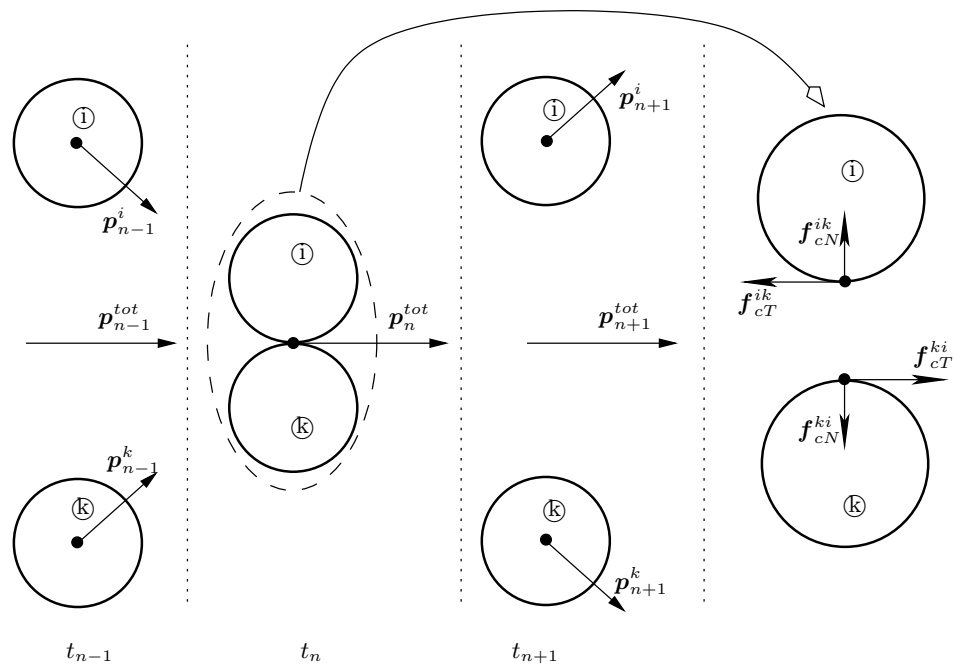 ⓘ
p^i_{n-1}
p^{tot}_{n-1}
p^k_{n-1}
ⓚ
t_{n-1}
ⓘ
p^{tot}_n
ⓚ
t_n
ⓘ
p^i_{n+1}
p^{tot}_{n+1}
ⓚ
p^k_{n+1}
t_{n+1}
ⓘ
f^{ik}_{cN}
f^{ik}_{cT}
f^{ki}_{cT}
f^{ki}_{cN}
ⓚ